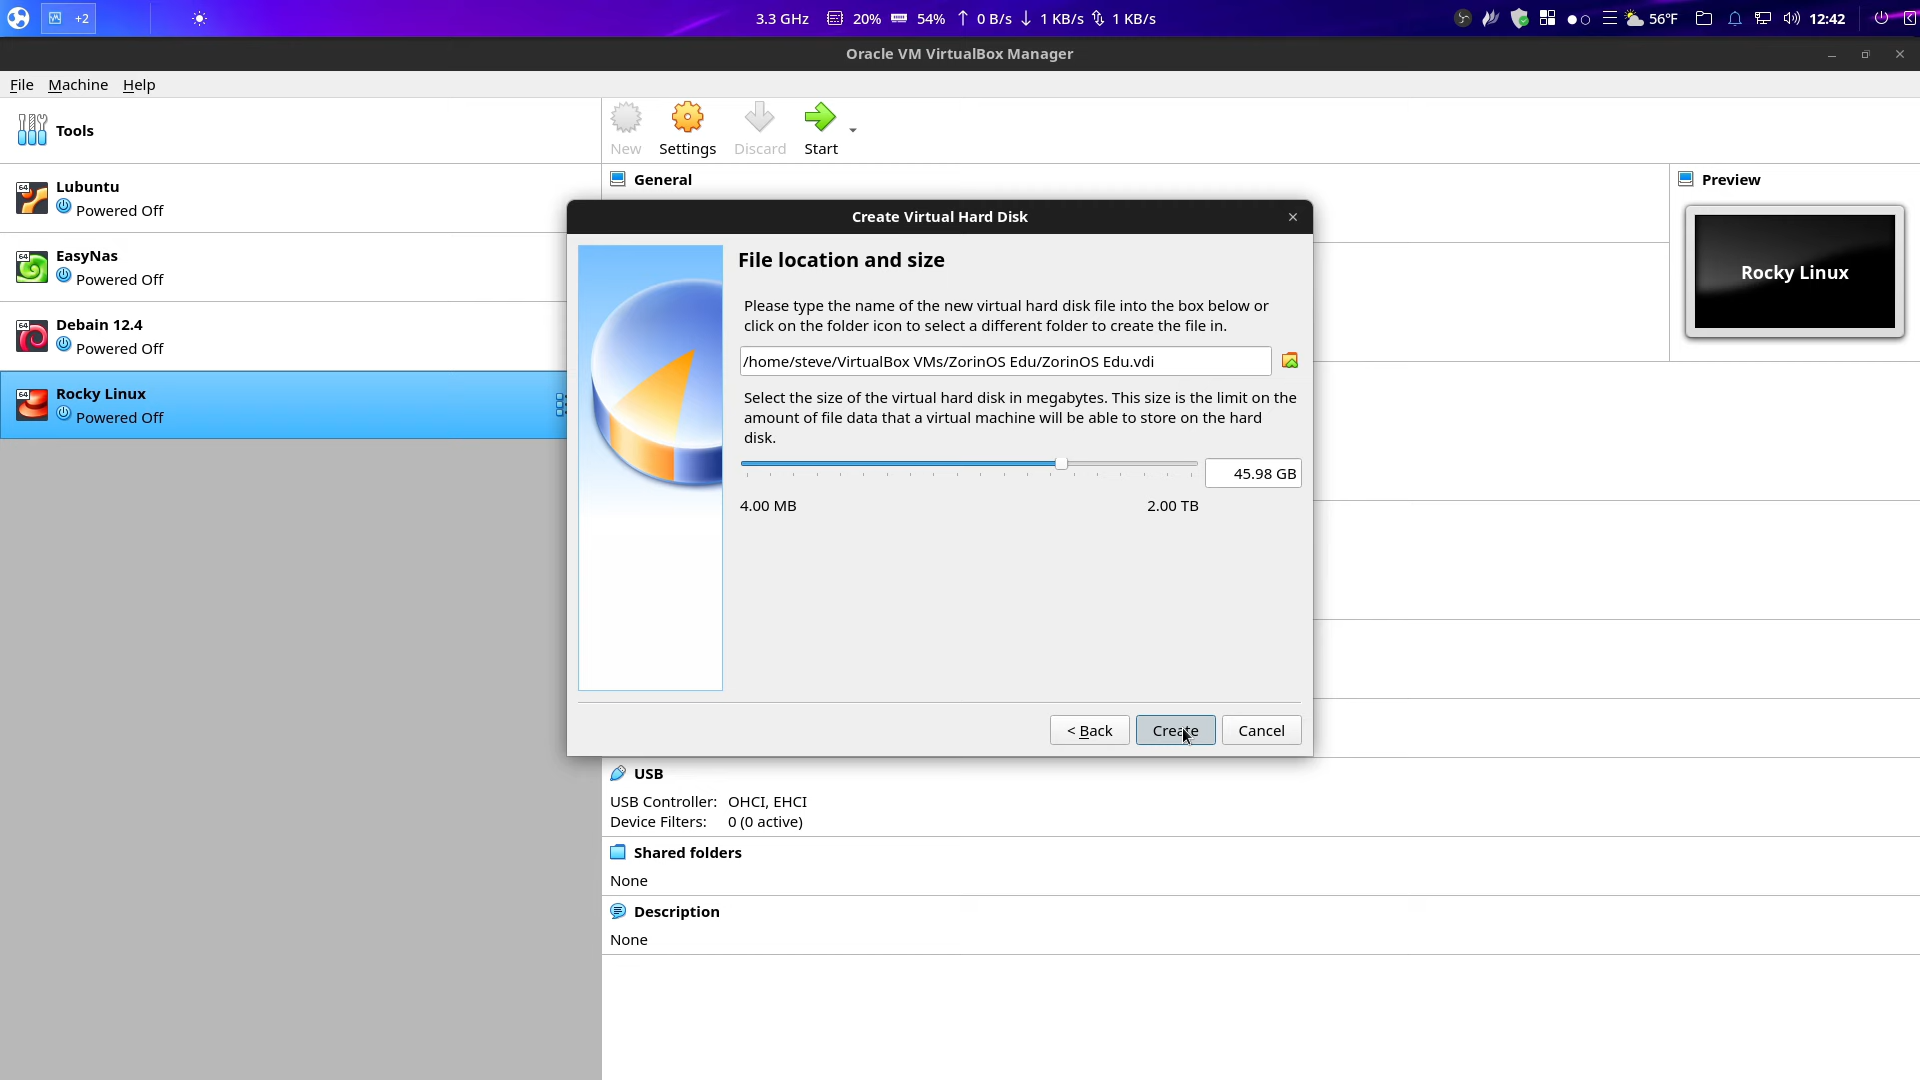 +2
3.3 GHz 20% 54% 0 B/s 1 KB/s 1 KB/s
56°F 12:42
Oracle VM VirtualBox Manager
File Machine Help
Tools
New Settings Discard Start
64 Lubuntu
Powered Off
64 EasyNas
Powered Off
64 Debain 12.4
Powered Off
64 Rocky Linux
Powered Off
General
Preview
Rocky Linux
Create Virtual Hard Disk
File location and size
Please type the name of the new virtual hard disk file into the box below or
click on the folder icon to select a different folder to create the file in.
/home/steve/VirtualBox VMs/ZorinOS Edu/ZorinOS Edu.vdi
Select the size of the virtual hard disk in megabytes. This size is the limit on the
amount of file data that a virtual machine will be able to store on the hard
disk.
45.98 GB
4.00 MB 2.00 TB
< Back Create Cancel
USB
USB Controller: OHCI, EHCI
Device Filters: 0 (0 active)
Shared folders
None
Description
None